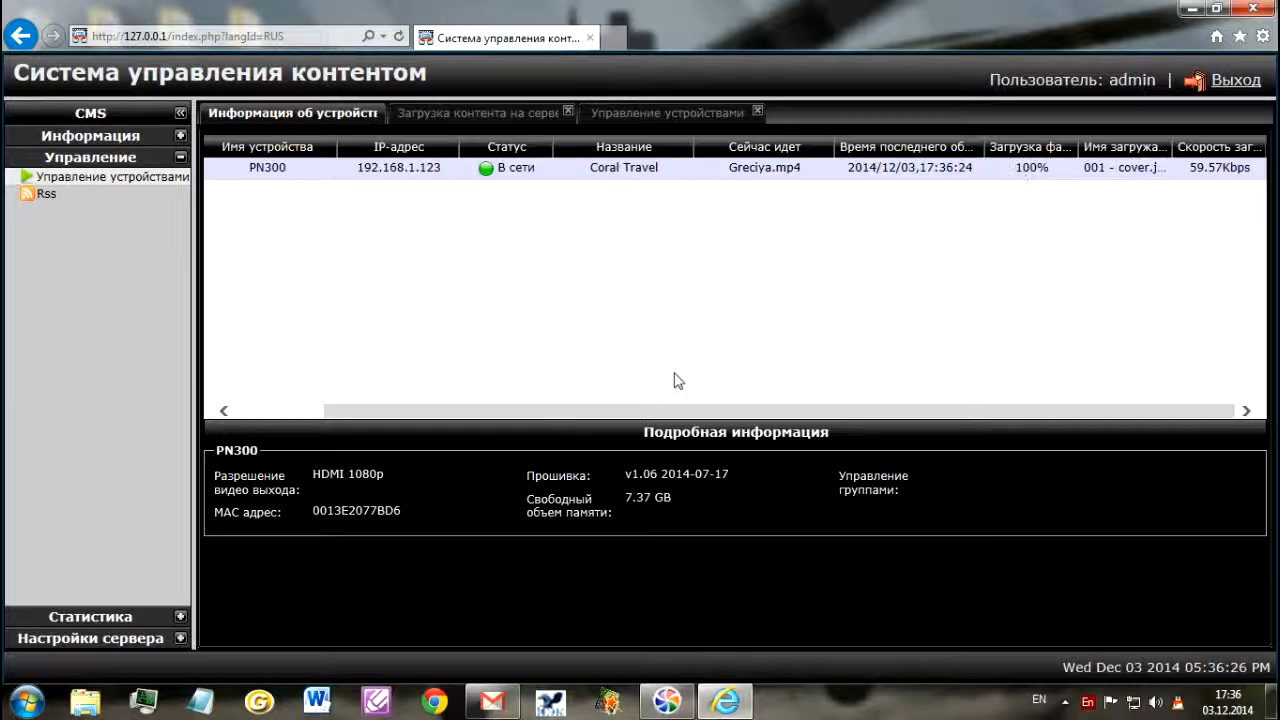 http://127.0.0.1/index.php?langId=RUS
Система управления конт...
Система управления контентом
Пользователь: admin | Выход
CMS
Информация
Управление
Управление устройствами
Rss
Статистика
Настройки сервера
Информация об устройств
Загрузка контента на серве
Управление устройствами
Имя устройства IP-адрес Статус Название Сейчас идет Время последнего об... Загрузка фа... Имя загружа... Скорость заг...
PN300 192.168.1.123 В сети Coral Travel Greciya.mp4 2014/12/03,17:36:24 100% 001 - cover.j... 59.57Kbps
Подробная информация
PN300
Разрешение
видео выхода:
HDMI 1080p
MAC адрес:
0013E2077BD6
Прошивка:
v1.06 2014-07-17
Свободный
объем памяти:
7.37 GB
Управление
группами:
Wed Dec 03 2014 05:36:26 PM
EN
En
17:36
03.12.2014